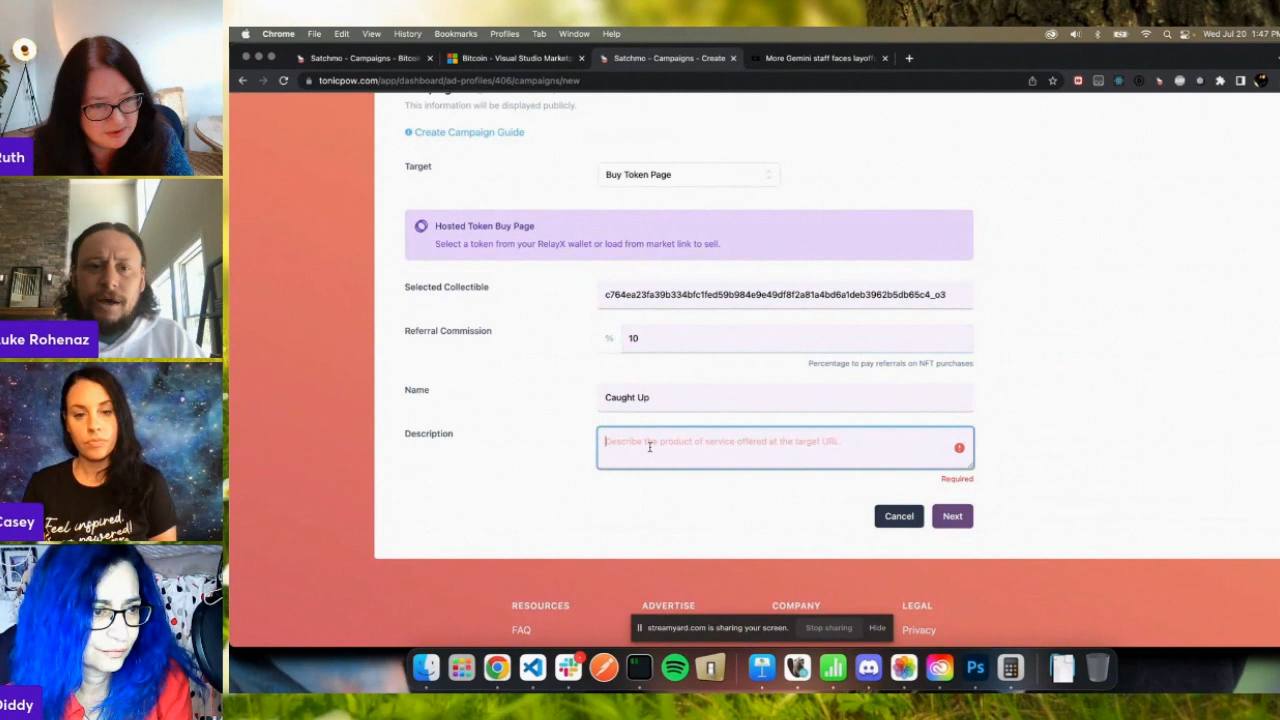 Chrome File Edit View History Bookmarks Profiles Tab Window Help Wed Jul 20 1:47 PM
Satchmo - Campaigns - Bitcoi Bitcoin - Visual Studio Marketp Satchmo - Campaigns - Create More Gemini staff faces layoff
tonicpow.com/app/dashboard/ad-profiles/406/campaigns/new
This information will be displayed publicly.
Create Campaign Guide
Target
Buy Token Page
Hosted Token Buy Page
Select a token from your RelayX wallet or load from market link to sell.
Selected Collectible
c764ea23fa39b334bfc1fed59b984e9e49df8f2a81a4bd6a1deb3962b5db65c4_o3
Referral Commission
% 10
Percentage to pay referrals on NFT purchases
Name
Caught Up
Description
Describe the product of service offered at the target URL.
Required
Cancel Next
RESOURCES ADVERTISE COMPANY LEGAL
FAQ Privacy
streamyard.com is sharing your screen. Stop sharing Hide
Ps
Ruth
uke Rohenaz
Feel inspired.
Casey
Diddy